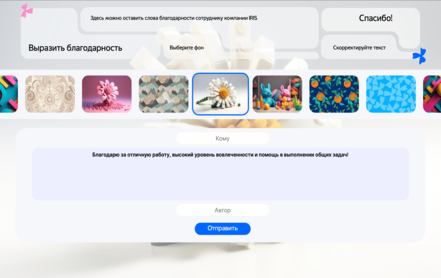 Здесь можно оставить слова благодарности сотруднику компании IRIS
Спасибо!
Выразить благодарность
Выберите фон
Скорректируйте текст
Кому
Благодарю за отличную работу, высокий уровень вовлеченности и помощь в выполнении общих задач!
Автор
Отправить